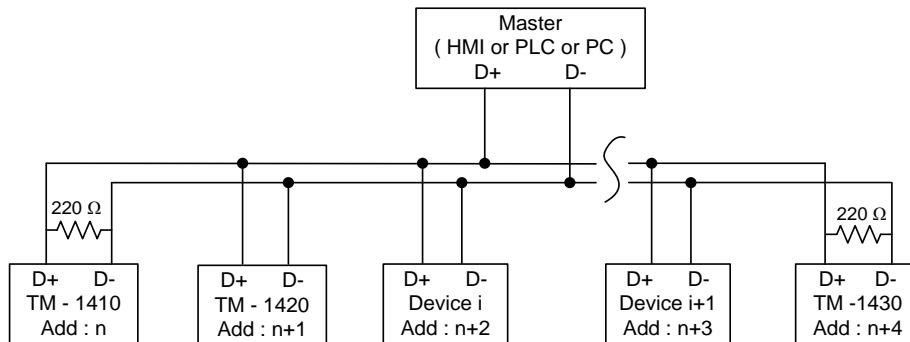 Master
( HMI or PLC or PC )
D+ D-
220 Ω
220 Ω
D+ D-
TM - 1410
Add : n
D+ D-
TM - 1420
Add : n+1
D+ D-
Device i
Add : n+2
D+ D-
Device i+1
Add : n+3
D+ D-
TM -1430
Add : n+4